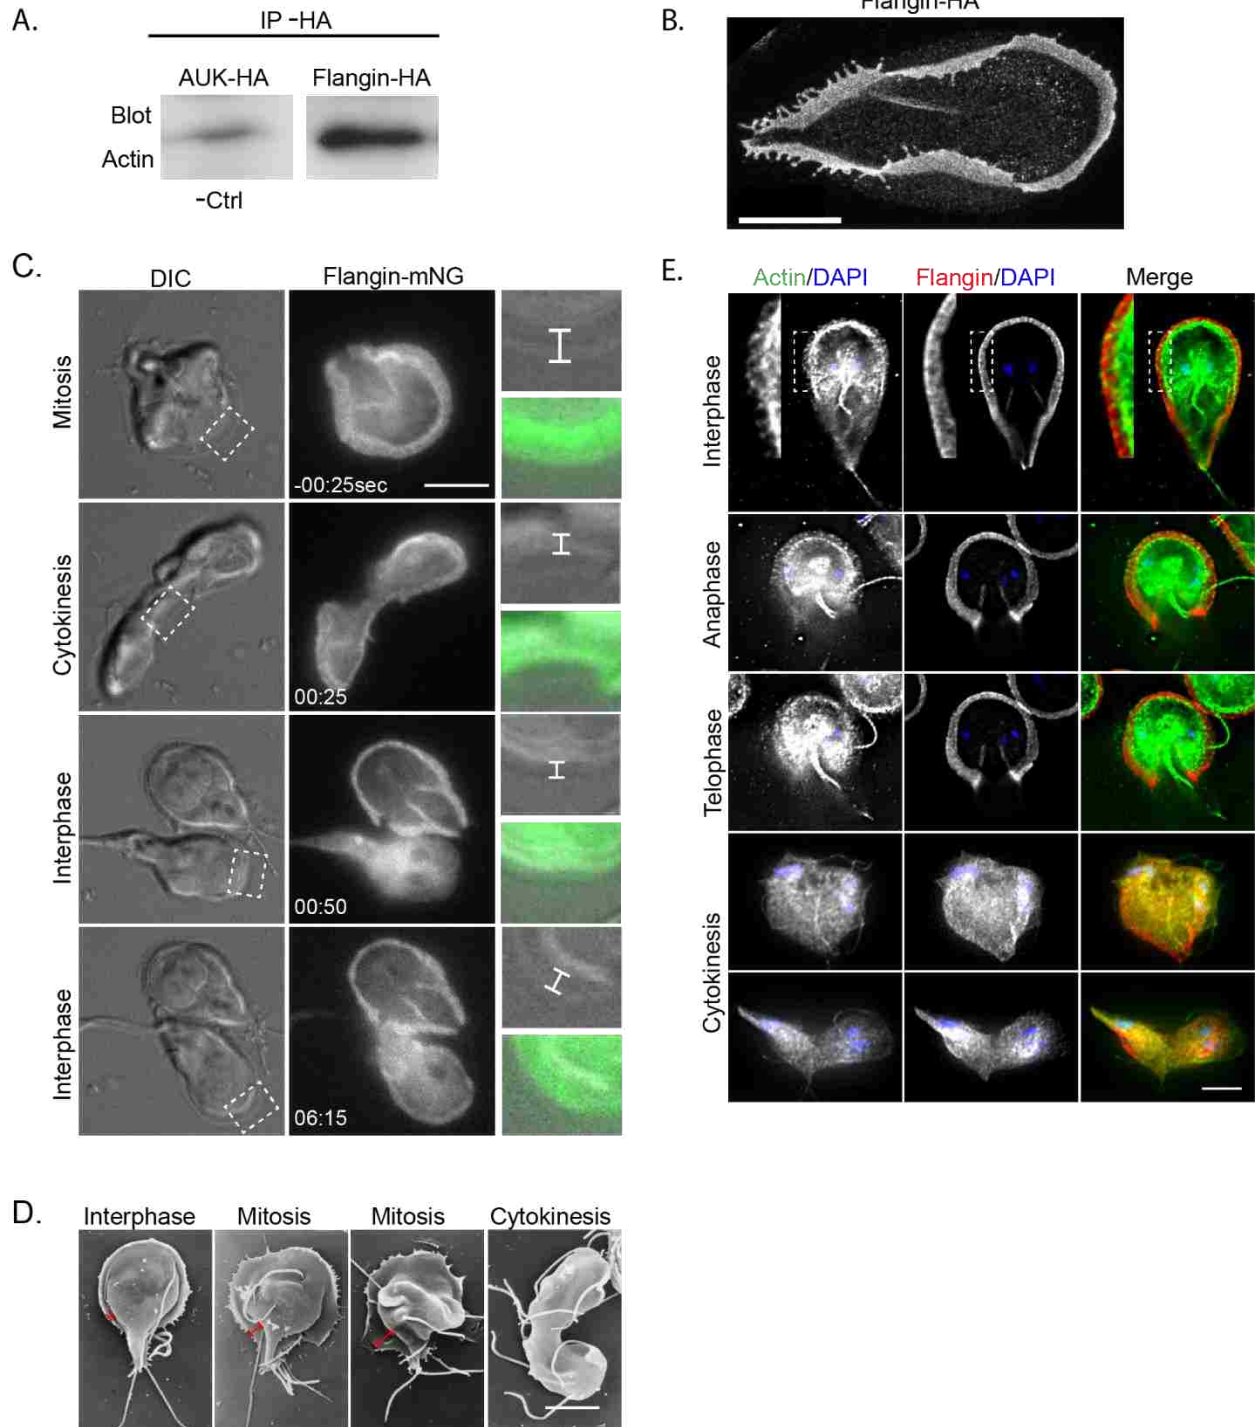 A.
IP -HA
AUK-HA Flangin-HA
Blot
Actin
-Ctrl
B.
Flangin-HA
C.
DIC Flangin-mNG
Mitosis
-00:25sec
Cytokinesis
00:25
Interphase
00:50
Interphase
06:15
D.
Interphase Mitosis Mitosis Cytokinesis
E.
Actin/DAPI Flangin/DAPI Merge
Interphase
Anaphase
Telophase
Cytokinesis